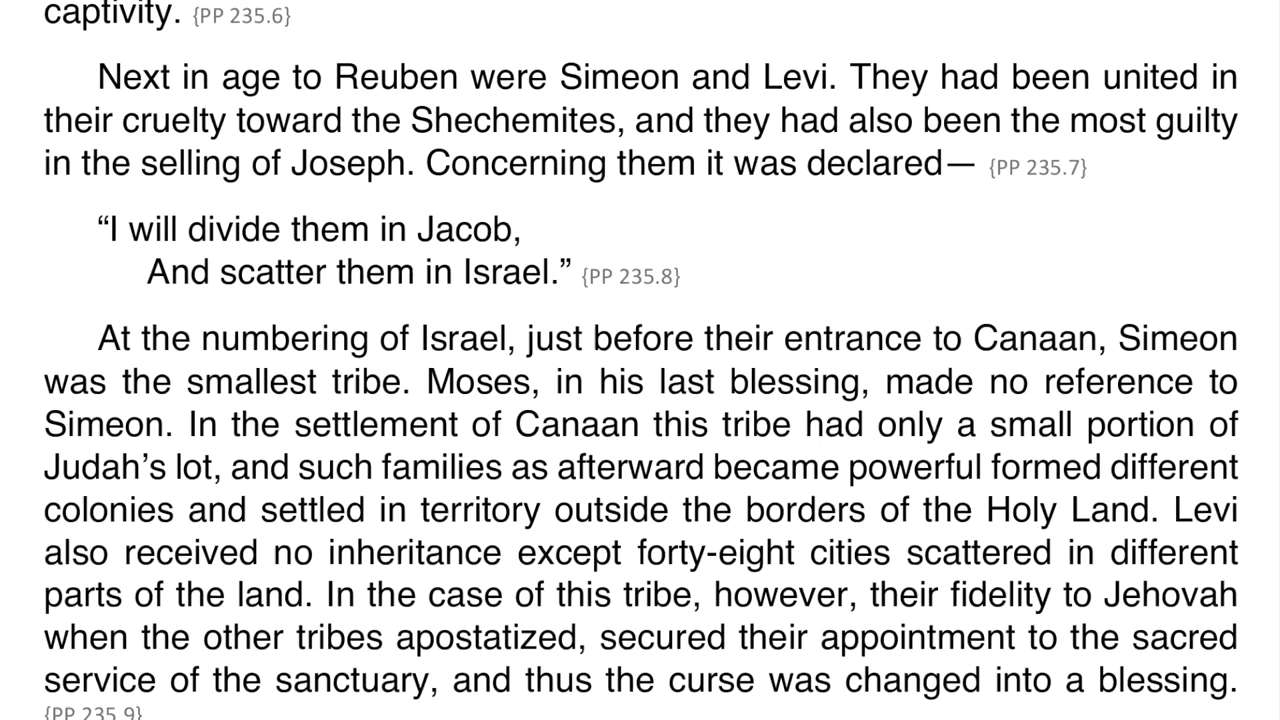 captivity. {PP 235.6}
Next in age to Reuben were Simeon and Levi. They had been united in
their cruelty toward the Shechemites, and they had also been the most guilty
in the selling of Joseph. Concerning them it was declared— {PP 235.7}
“I will divide them in Jacob,
And scatter them in Israel.” {PP 235.8}
At the numbering of Israel, just before their entrance to Canaan, Simeon
was the smallest tribe. Moses, in his last blessing, made no reference to
Simeon. In the settlement of Canaan this tribe had only a small portion of
Judah’s lot, and such families as afterward became powerful formed different
colonies and settled in territory outside the borders of the Holy Land. Levi
also received no inheritance except forty-eight cities scattered in different
parts of the land. In the case of this tribe, however, their fidelity to Jehovah
when the other tribes apostatized, secured their appointment to the sacred
service of the sanctuary, and thus the curse was changed into a blessing.
{PP 235.9}